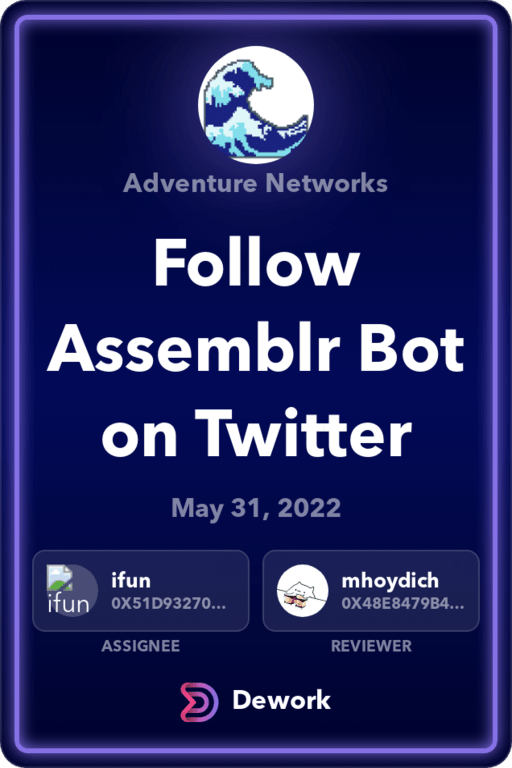 Adventure Networks
Follow
Assemblr Bot
on Twitter
May 31, 2022
ifun
ifun
0X51D93270...
ASSIGNEE
mhoydich
0X48E8479B4...
REVIEWER
Dework